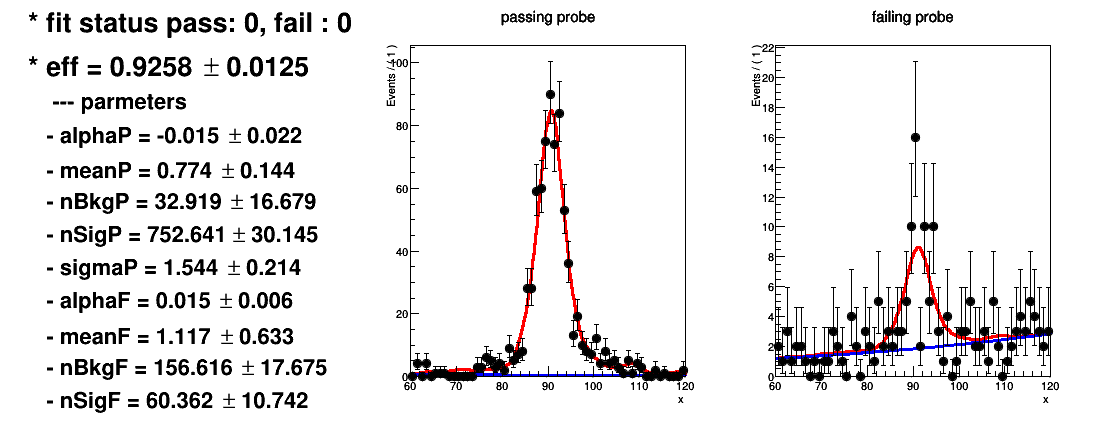 * fit status pass: 0, fail : 0
* eff = 0.9258 ± 0.0125
--- parmeters
- alphaP = -0.015 ± 0.022
- meanP = 0.774 ± 0.144
- nBkgP = 32.919 ± 16.679
- nSigP = 752.641 ± 30.145
- sigmaP = 1.544 ± 0.214
- alphaF = 0.015 ± 0.006
- meanF = 1.117 ± 0.633
- nBkgF = 156.616 ± 17.675
- nSigF = 60.362 ± 10.742
passing probe
Events / ( 1 )
100
80
60
40
20
0
60 70 80 90 100 110 120
x
failing probe
Events / ( 1 )
22
20
18
16
14
12
10
8
6
4
2
0
60 70 80 90 100 110 120
x